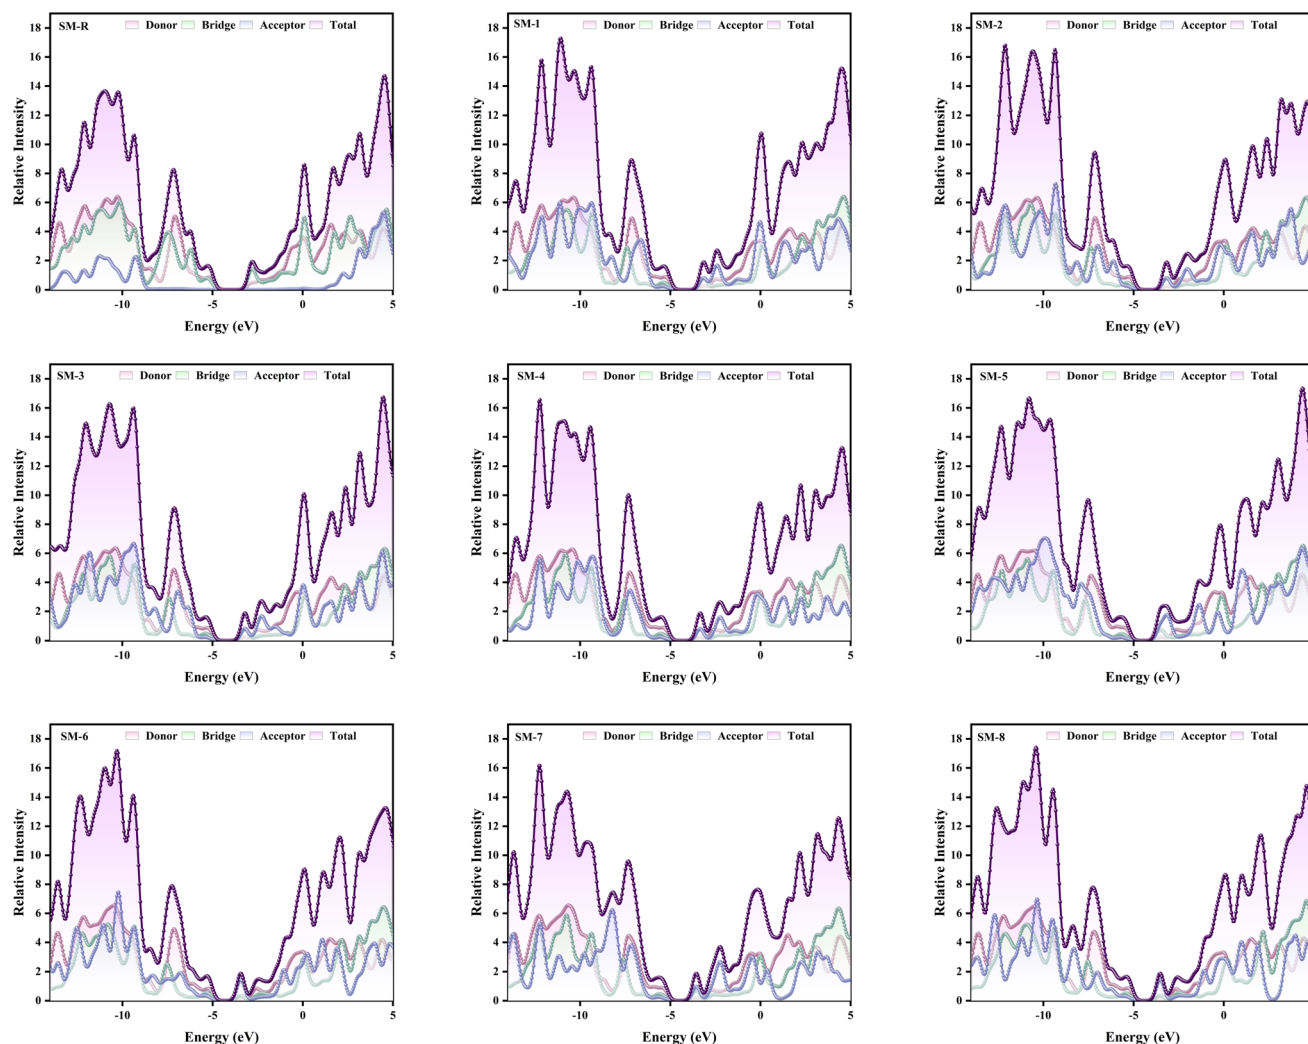 SM-R Donor Bridge Acceptor Total
18
16
14
12
10
8
6
4
2
0
Relative Intensity
-10 -5 0 5
Energy (eV)
SM-1 Donor Bridge Acceptor Total
18
16
14
12
10
8
6
4
2
0
Relative Intensity
-10 -5 0 5
Energy (eV)
SM-2 Donor Bridge Acceptor Total
18
16
14
12
10
8
6
4
2
0
Relative Intensity
-10 -5 0
Energy (eV)
SM-3 Donor Bridge Acceptor Total
18
16
14
12
10
8
6
4
2
0
Relative Intensity
-10 -5 0 5
Energy (eV)
SM-4 Donor Bridge Acceptor Total
18
16
14
12
10
8
6
4
2
0
Relative Intensity
-10 -5 0 5
Energy (eV)
SM-5 Donor Bridge Acceptor Total
18
16
14
12
10
8
6
4
2
0
Relative Intensity
-10 -5 0
Energy (eV)
SM-6 Donor Bridge Acceptor Total
18
16
14
12
10
8
6
4
2
0
Relative Intensity
-10 -5 0 5
Energy (eV)
SM-7 Donor Bridge Acceptor Total
18
16
14
12
10
8
6
4
2
0
Relative Intensity
-10 -5 0 5
Energy (eV)
SM-8 Donor Bridge Acceptor Total
18
16
14
12
10
8
6
4
2
0
Relative Intensity
-10 -5 0
Energy (eV)